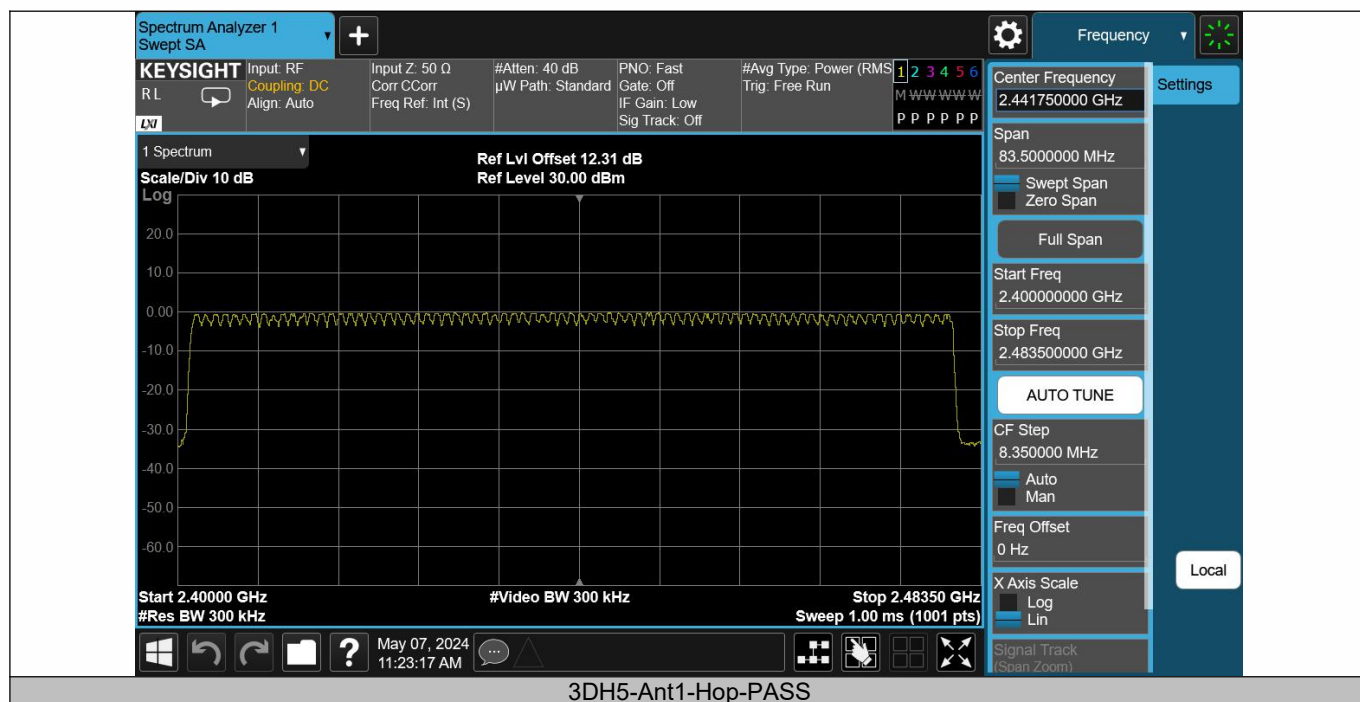 Spectrum Analyzer 1
Swept SA
Frequency
KEYSIGHT
R L
LXI
Input: RF
Coupling: DC
Align: Auto
Input Z: 50 Ω
Corr CCorr
Freq Ref: Int (S)
#Atten: 40 dB
µW Path: Standard
PNO: Fast
Gate: Off
IF Gain: Low
Sig Track: Off
#Avg Type: Power (RMS
Trig: Free Run
1 2 3 4 5 6
M W W W W W
P P P P P P
1 Spectrum
Scale/Div 10 dB
Ref Lvl Offset 12.31 dB
Ref Level 30.00 dBm
Log
20.0
10.0
0.00
-10.0
-20.0
-30.0
-40.0
-50.0
-60.0
Start 2.40000 GHz
#Video BW 300 kHz
Stop 2.48350 GHz
#Res BW 300 kHz
Sweep 1.00 ms (1001 pts)
Center Frequency
2.441750000 GHz
Settings
Span
83.5000000 MHz
Swept Span
Zero Span
Full Span
Start Freq
2.400000000 GHz
Stop Freq
2.483500000 GHz
AUTO TUNE
CF Step
8.350000 MHz
Auto
Man
Freq Offset
0 Hz
Local
X Axis Scale
Log
Lin
Signal Track
(Span Zoom)
?
May 07, 2024
11:23:17 AM
3DH5-Ant1-Hop-PASS